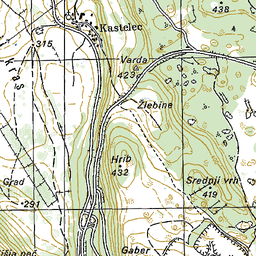 438
Kastelec
315
Varda
423
Kras
Žlebine
Hrib
432
Srednji vrh
419
Grad
291
Gaber